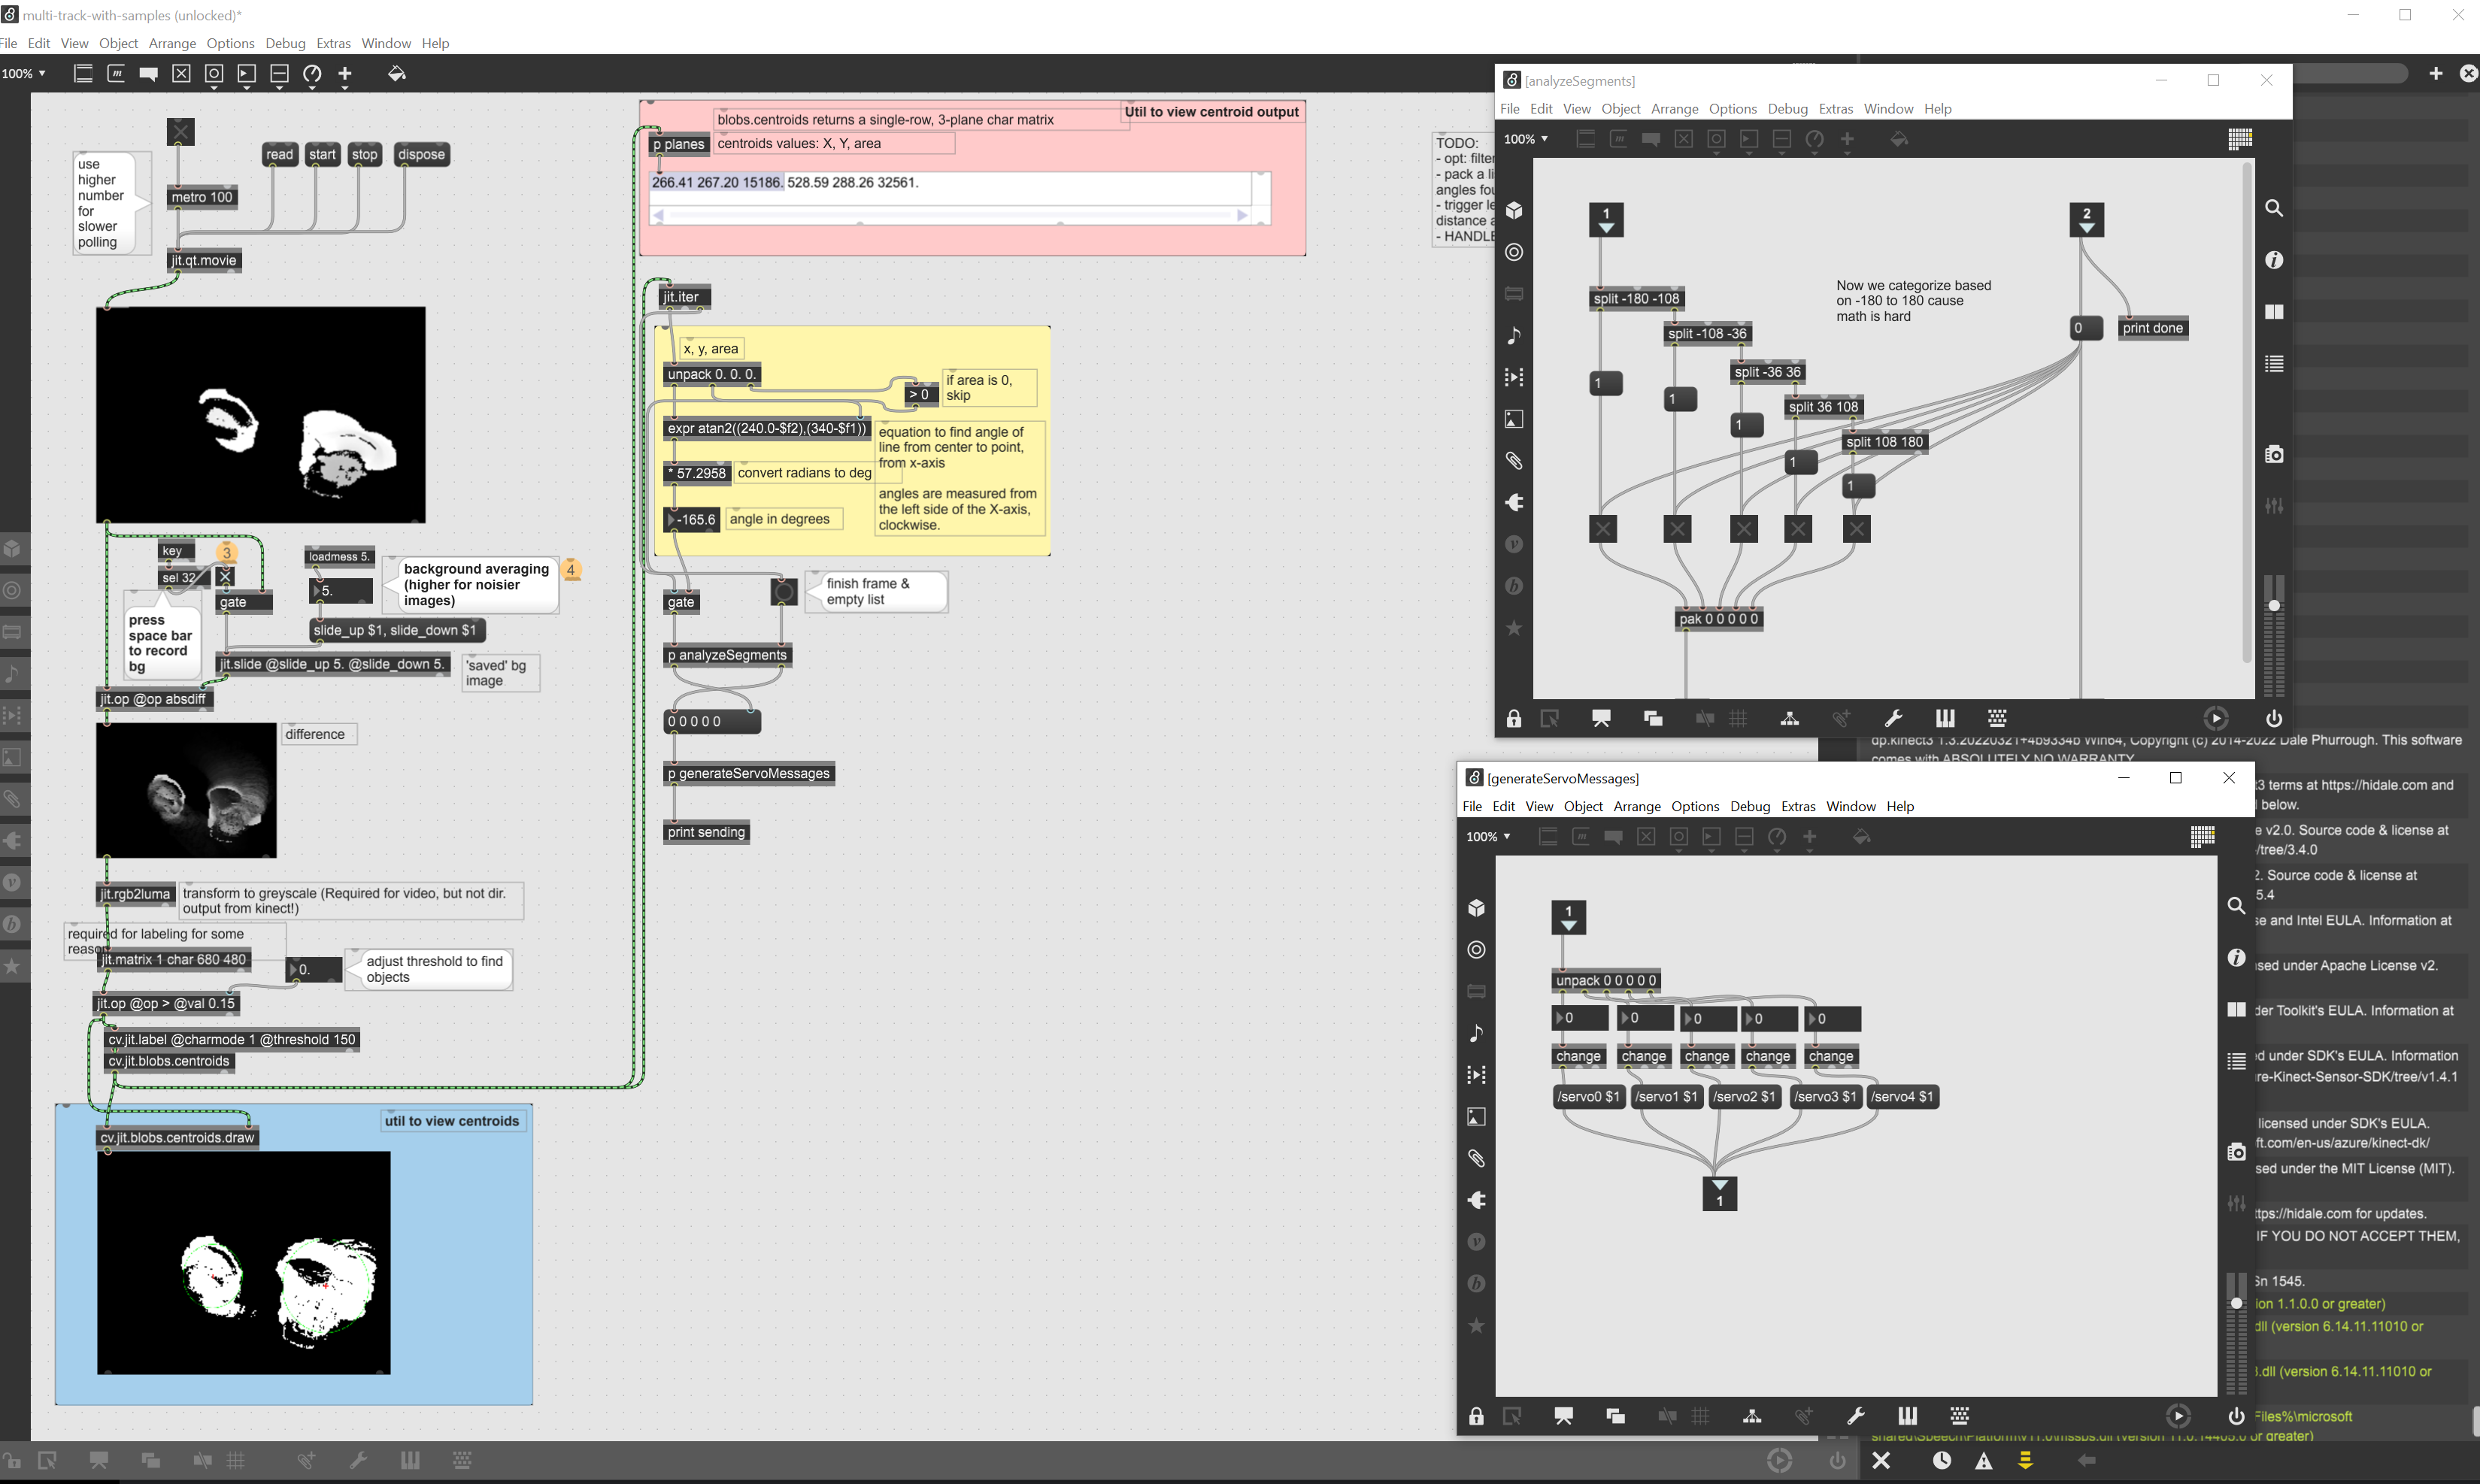 multi-track-with-samples (unlocked)*
File Edit View Object Arrange Options Debug Extras Window Help
100%
use
higher
number
for
slower
polling
metro 100
read
start
stop
dispose
jit.qt.movie
key
3
sel 32
gate
press
space bar
to record
bg
loadmess 5.
5.
background averaging
(higher for noisier
images)
4
slide_up $1, slide_down $1
jit.slide @slide_up 5. @slide_down 5.
'saved' bg
image
jit.op @op absdiff
difference
jit.rgb2luma
transform to greyscale (Required for video, but not dir.
output from kinect!)
required for labeling for some
reason
jit.matrix 1 char 680 480
0.
adjust threshold to find
objects
jit.op @op > @val 0.15
cv.jit.label @charmode 1 @threshold 150
cv.jit.blobs.centroids
util to view centroids
cv.jit.blobs.centroids.draw
Util to view centroid output
blobs.centroids returns a single-row, 3-plane char matrix
p planes
centroids values: X, Y, area
266.41 267.20 15186. 528.59 288.26 32561.
jit.iter
x, y, area
unpack 0. 0. 0.
> 0
if area is 0,
skip
expr atan2((240.0-$f2),(340-$f1))
equation to find angle of
line from center to point,
from x-axis
angles are measured from
the left side of the X-axis,
clockwise.
* 57.2958
convert radians to deg
-165.6
angle in degrees
gate
finish frame &
empty list
p analyzeSegments
0 0 0 0 0
p generateServoMessages
print sending
TODO:
- opt: filter
- pack a li
angles fou
- trigger le
distance a
- HANDLE
[analyzeSegments]
File Edit View Object Arrange Options Debug Extras Window Help
100%
1
2
split -180 -108
split -108 -36
split -36 36
split 36 108
split 108 180
Now we categorize based
on -180 to 180 cause
math is hard
0
print done
1
1
1
1
1
pak 0 0 0 0 0
dp.kinect3 1.3.20220321+4b9334b Win64, Copyright (c) 2014-2022 Dale Phurrough. This software
comes with ABSOLUTELY NO WARRANTY
[generateServoMessages]
File Edit View Object Arrange Options Debug Extras Window Help
100%
1
unpack 0 0 0 0 0
0 0 0 0 0
change change change change change
/servo0 $1 /servo1 $1 /servo2 $1 /servo3 $1 /servo4 $1
1
t3 terms at https://hidale.com and
below.
e v2.0. Source code & license at
/tree/3.4.0
2. Source code & license at
5.4
se and Intel EULA. Information at
nsed under Apache License v2.
der Toolkit's EULA. Information at
d under SDK's EULA. Information
re-Kinect-Sensor-SDK/tree/v1.4.1
licensed under SDK's EULA.
ft.com/en-us/azure/kinect-dk/
sed under the MIT License (MIT).
ttps://hidale.com for updates.
IF YOU DO NOT ACCEPT THEM,
Sn 1545.
ion 1.1.0.0 or greater)
dll (version 6.14.11.11010 or
.dll (version 6.14.11.11010 or
Files%\microsoft
shared\Speech\Platform\v11.0\mssps.dll (version 11.0.14405.0 or greater)